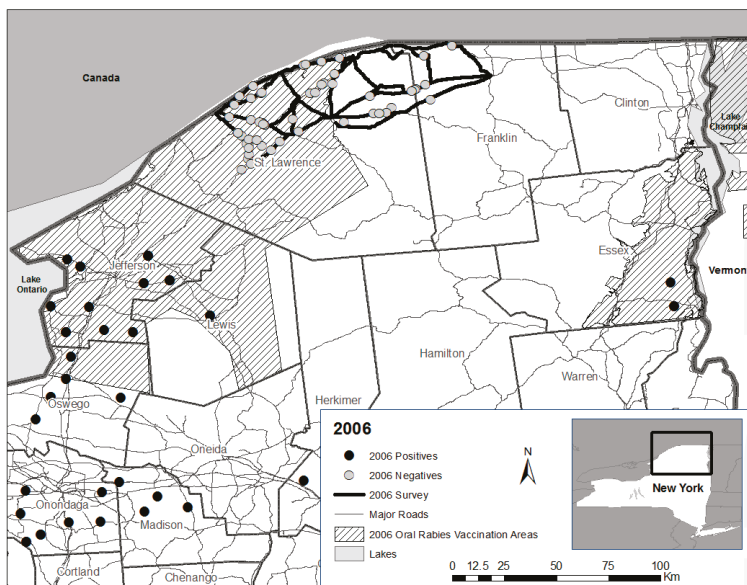 Canada
Clinton
Lake
Champlain
Franklin
St. Lawrence
Essex
Jefferson
Lake
Ontario
Vermont
Lewis
Hamilton
Warren
Oswego
Herkimer
Oneida
Onondaga
Madison
Cortland
Chenango
2006
2006 Positives
2006 Negatives
2006 Survey
Major Roads
2006 Oral Rabies Vaccination Areas
Lakes
N
New York
0 12.5 25 50 75 100
Km